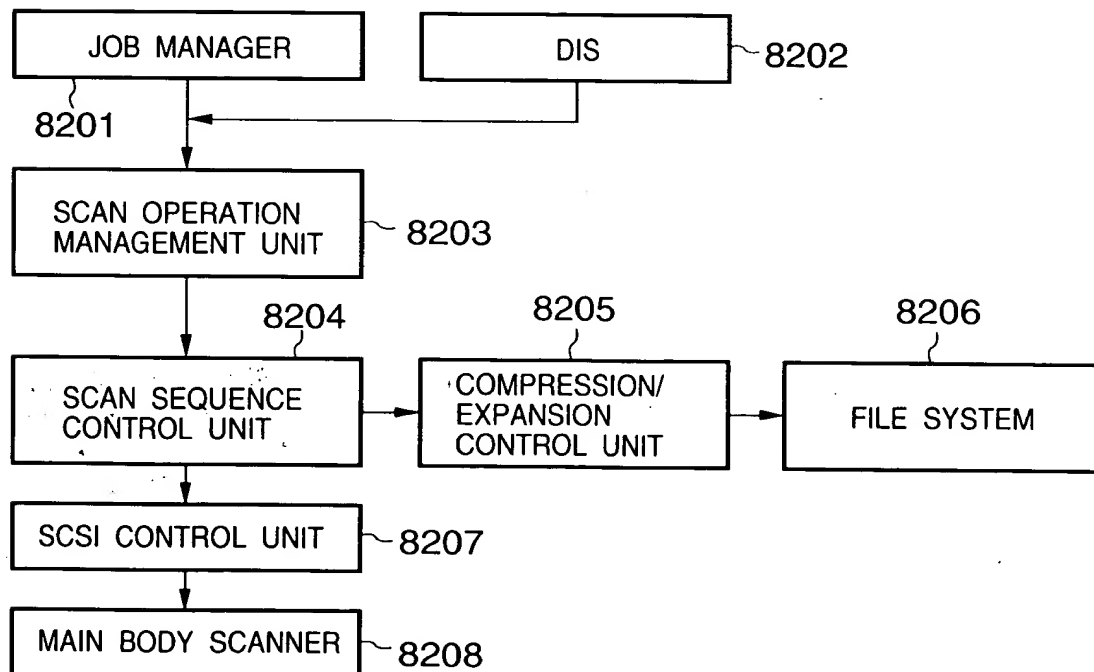 JOB MANAGER
DIS
8201
8202
SCAN OPERATION
MANAGEMENT UNIT
8203
8204
8205
8206
SCAN SEQUENCE
CONTROL UNIT
COMPRESSION/
EXPANSION
CONTROL UNIT
FILE SYSTEM
SCSI CONTROL UNIT
8207
MAIN BODY SCANNER
8208